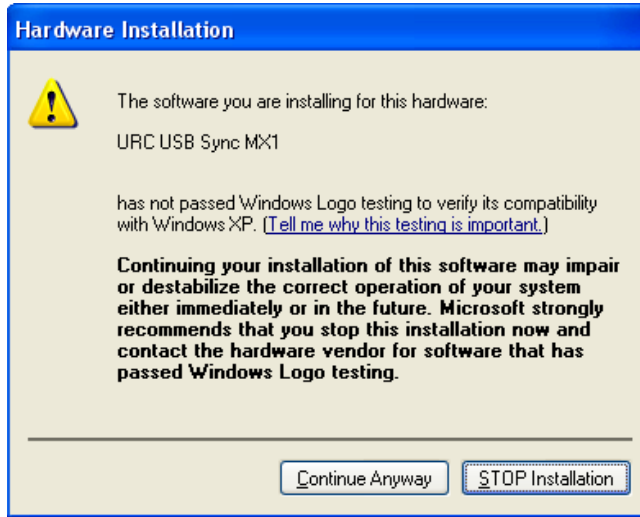 Hardware Installation
The software you are installing for this hardware:
URC USB Sync MX1
has not passed Windows Logo testing to verify its compatibility
with Windows XP. (Tell me why this testing is important.)
Continuing your installation of this software may impair
or destabilize the correct operation of your system
either immediately or in the future. Microsoft strongly
recommends that you stop this installation now and
contact the hardware vendor for software that has
passed Windows Logo testing.
Continue Anyway
STOP Installation